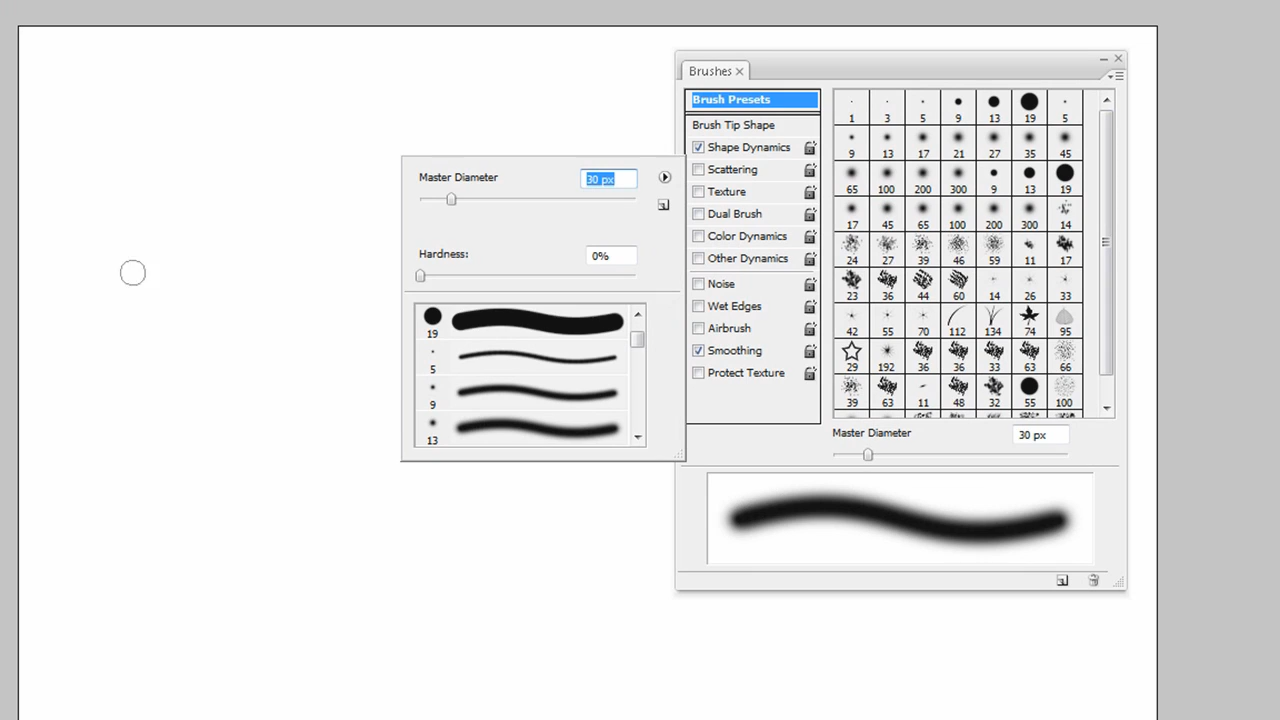 Brushes
Brush Presets
Brush Tip Shape
Shape Dynamics
Scattering
Texture
Dual Brush
Color Dynamics
Other Dynamics
Noise
Wet Edges
Airbrush
Smoothing
Protect Texture
1 3 5 9 13 19 5
9 13 17 21 27 35 45
65 100 200 300 9 13 19
17 45 65 100 200 300 14
24 27 39 46 59 11 17
23 36 44 60 14 26 33
42 55 70 112 134 74 95
29 192 36 36 33 63 66
39 63 11 48 32 55 100
Master Diameter 30 px
Master Diameter 30 px
Hardness: 0%
19
5
9
13